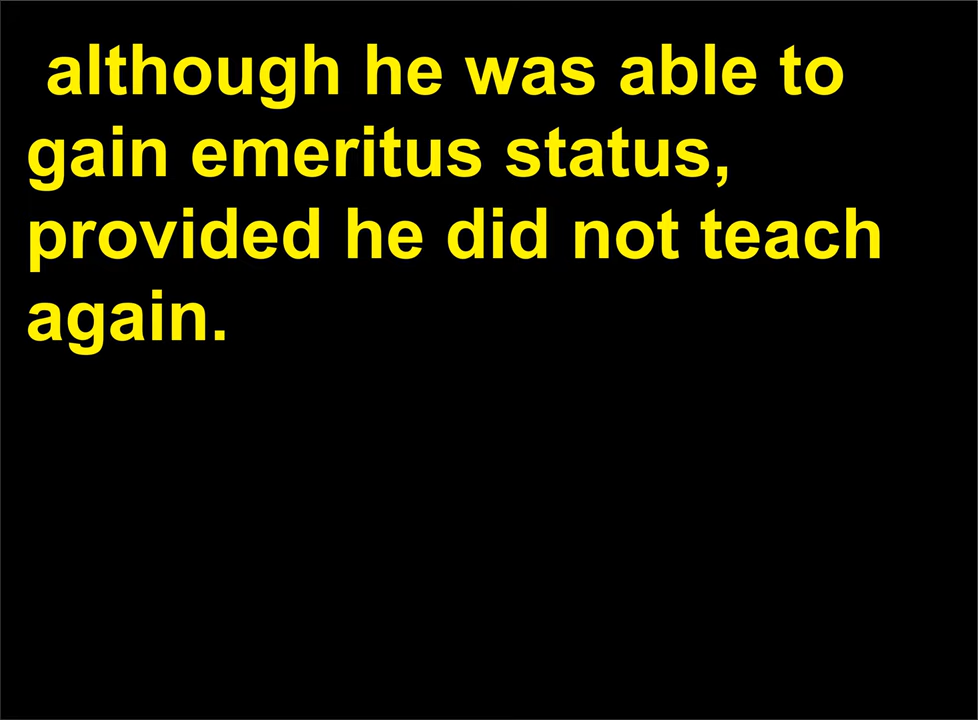 although he was able to
gain emeritus status,
provided he did not teach
again.